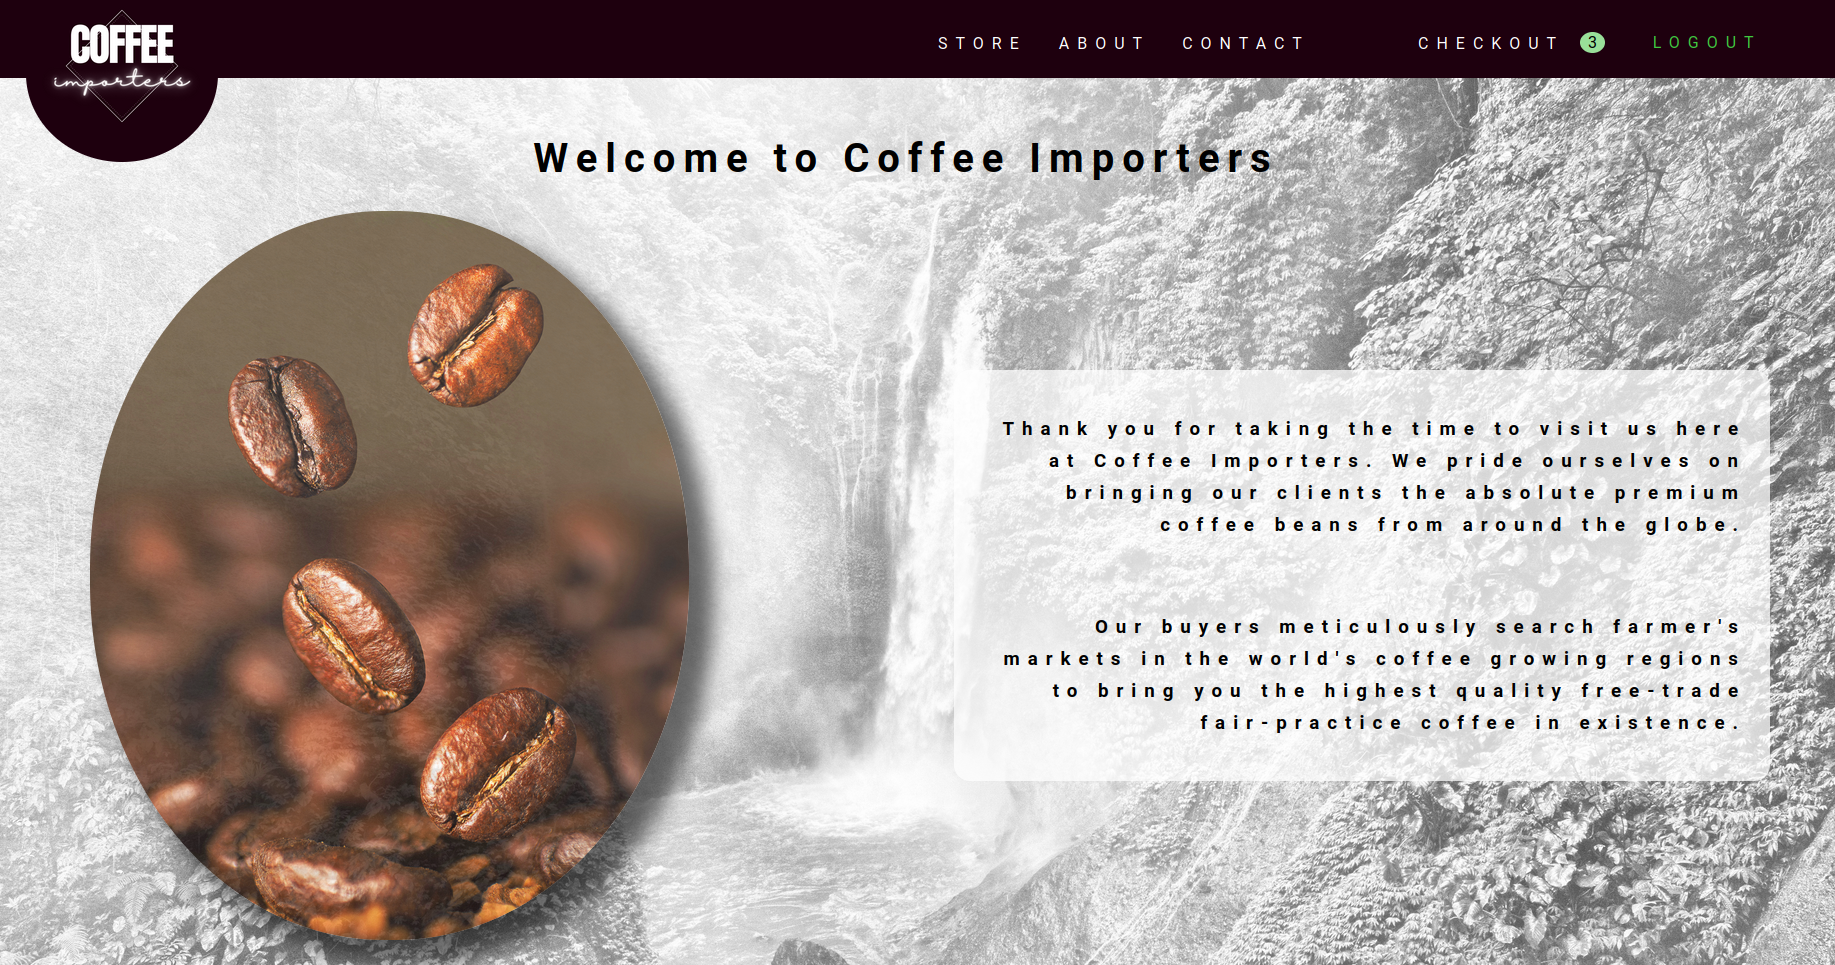 COFFEE
importers
STORE ABOUT CONTACT CHECKOUT 3 LOGOUT
Welcome to Coffee Importers
Thank you for taking the time to visit us here
at Coffee Importers. We pride ourselves on
bringing our clients the absolute premium
coffee beans from around the globe.
Our buyers meticulously search farmer's
markets in the world's coffee growing regions
to bring you the highest quality free-trade
fair-practice coffee in existence.